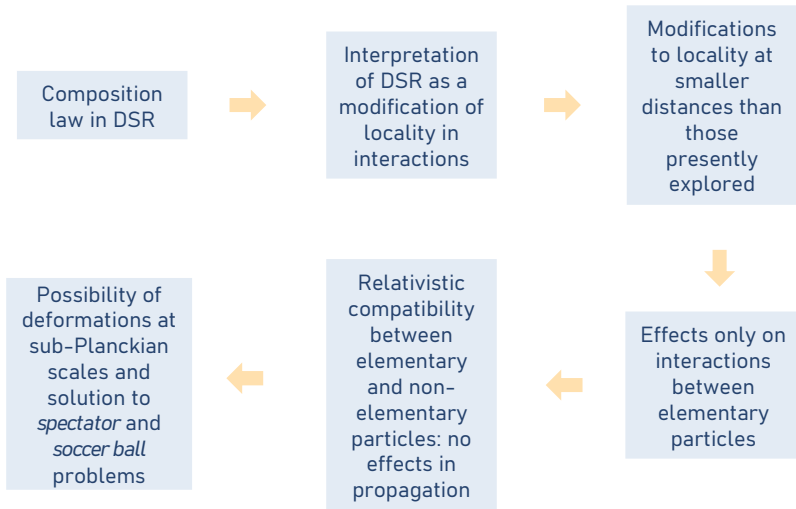 Composition
law in DSR
Interpretation
of DSR as a
modification of
locality in
interactions
Modifications
to locality at
smaller
distances than
those
presently
explored
Effects only on
interactions
between
elementary
particles
Relativistic
compatibility
between
elementary
and non-
elementary
particles: no
effects in
propagation
Possibility of
deformations at
sub-Planckian
scales and
solution to
spectator and
soccer ball
problems